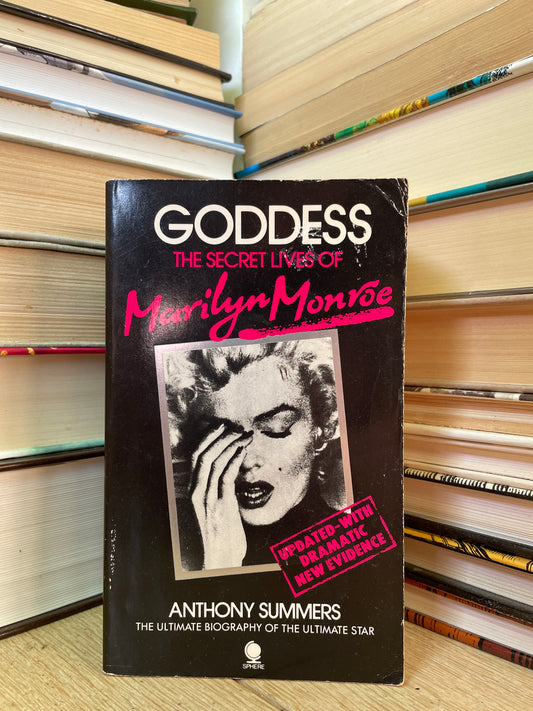 GODDESS
THE SECRET LIVES OF
Marilyn Monroe
UPDATED-WITH
DRAMATIC
NEW EVIDENCE
ANTHONY SUMMERS
THE ULTIMATE BIOGRAPHY OF THE ULTIMATE STAR
SPHERE